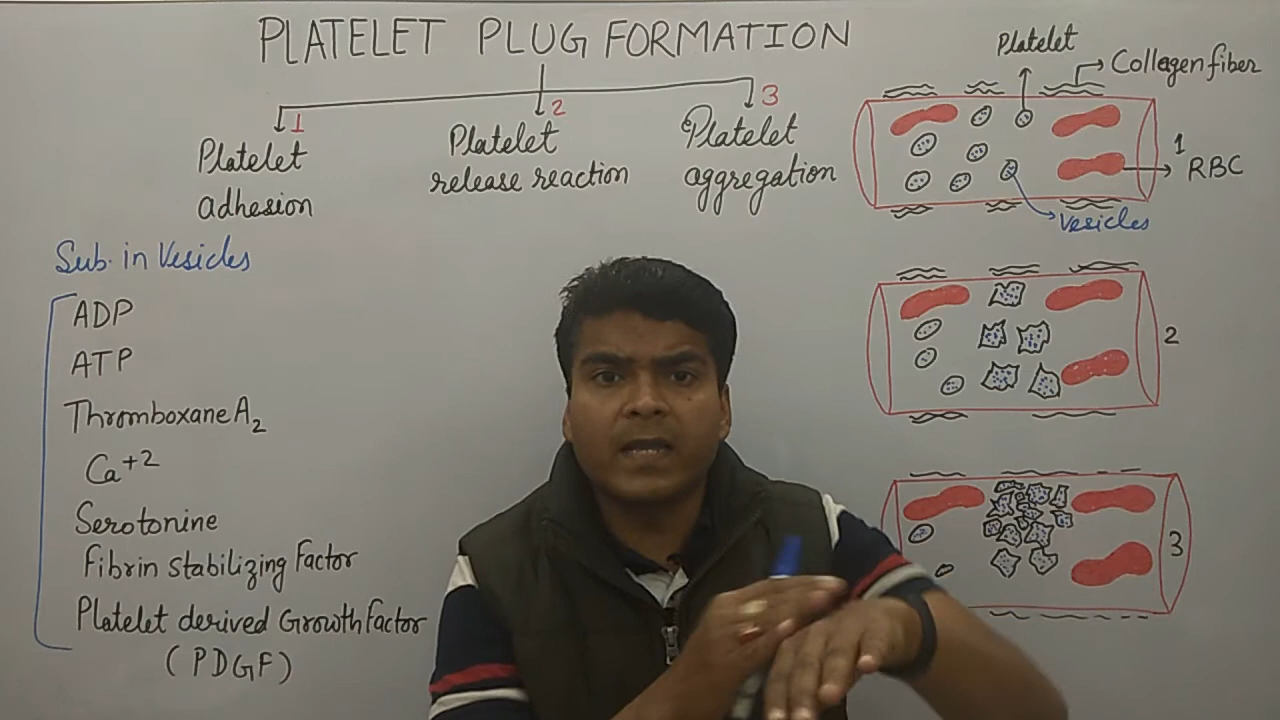 PLATELET PLUG FORMATION
1
Platelet
adhesion
2
Platelet
release reaction
3
Platelet
aggregation
Sub. in Vesicles
ADP
ATP
Thromboxane A2
Ca+2
Serotonine
Fibrin stabilizing Factor
Platelet derived Growth Factor
(PDGF)
Platelet
Collagen fiber
1
RBC
Vesicles
2
3